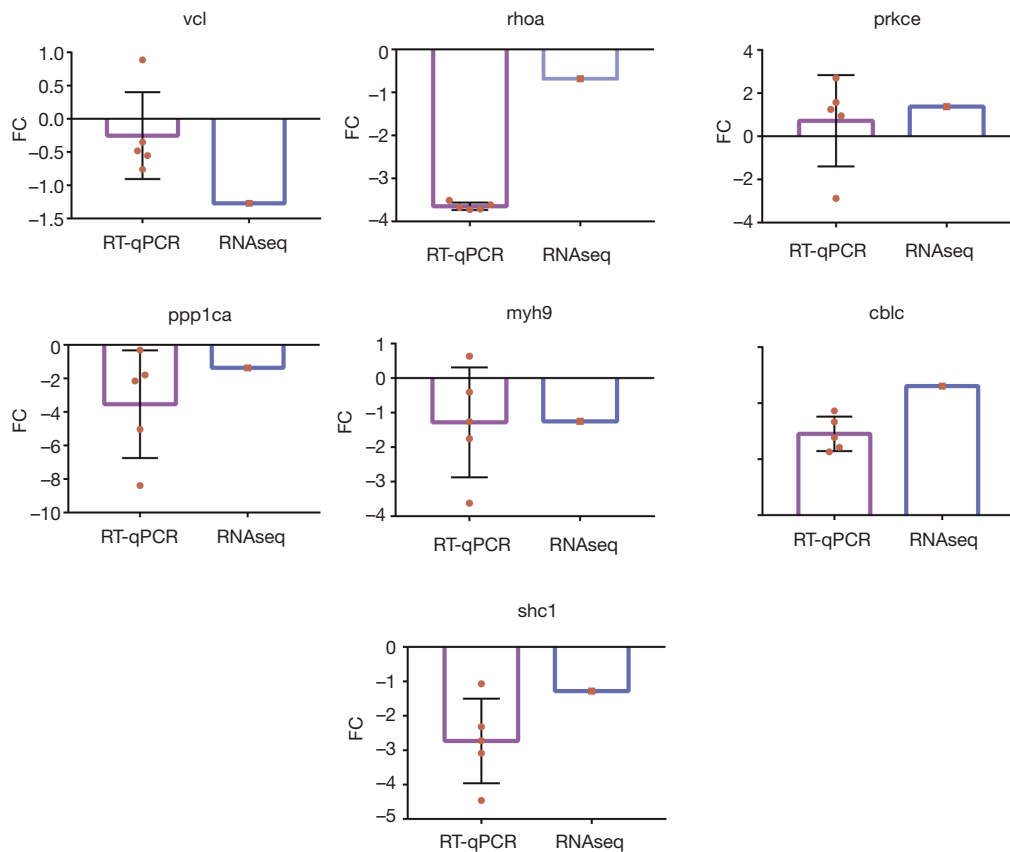 vcl
1.0
0.5
0.0
−0.5
−1.0
−1.5
FC
RT-qPCR RNAseq
rhoa
0
−1
−2
−3
−4
FC
RT-qPCR RNAseq
prkce
4
2
0
−2
−4
FC
RT-qPCR RNAseq
ppp1ca
0
−2
−4
−6
−8
−10
FC
RT-qPCR RNAseq
myh9
1
0
−1
−2
−3
−4
FC
RT-qPCR RNAseq
cblc
RT-qPCR RNAseq
shc1
0
−1
−2
−3
−4
−5
FC
RT-qPCR RNAseq